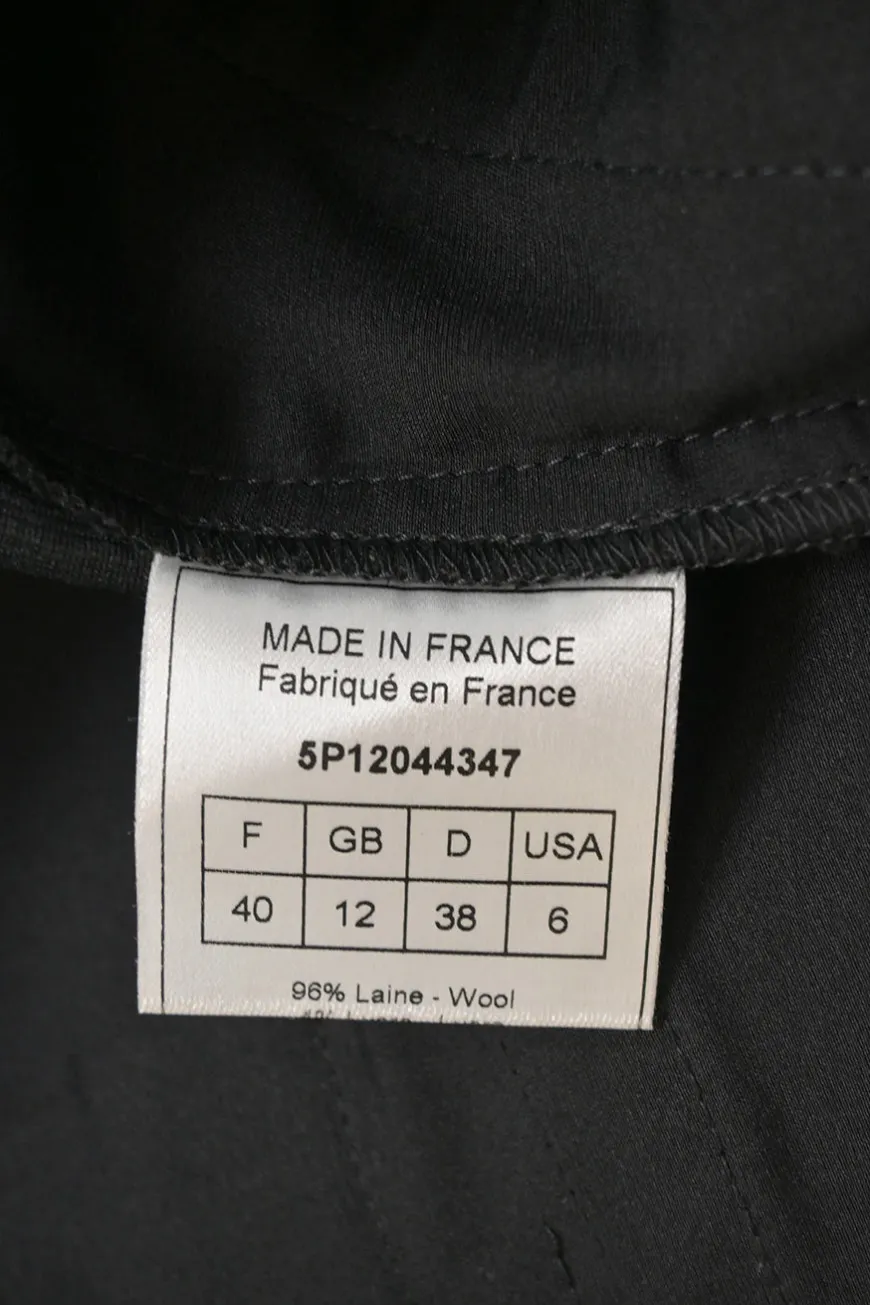 MADE IN FRANCE
Fabriqué en France
5P12044347
F GB D USA
40 12 38 6
96% Laine - Wool